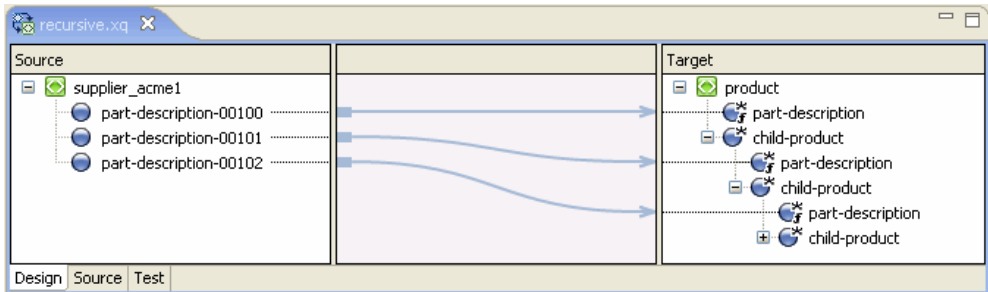 recursive.xq
Source
Target
supplier_acme1
product
part-description-00100
part-description
part-description-00101
child-product
part-description-00102
part-description
child-product
part-description
child-product
Design Source Test